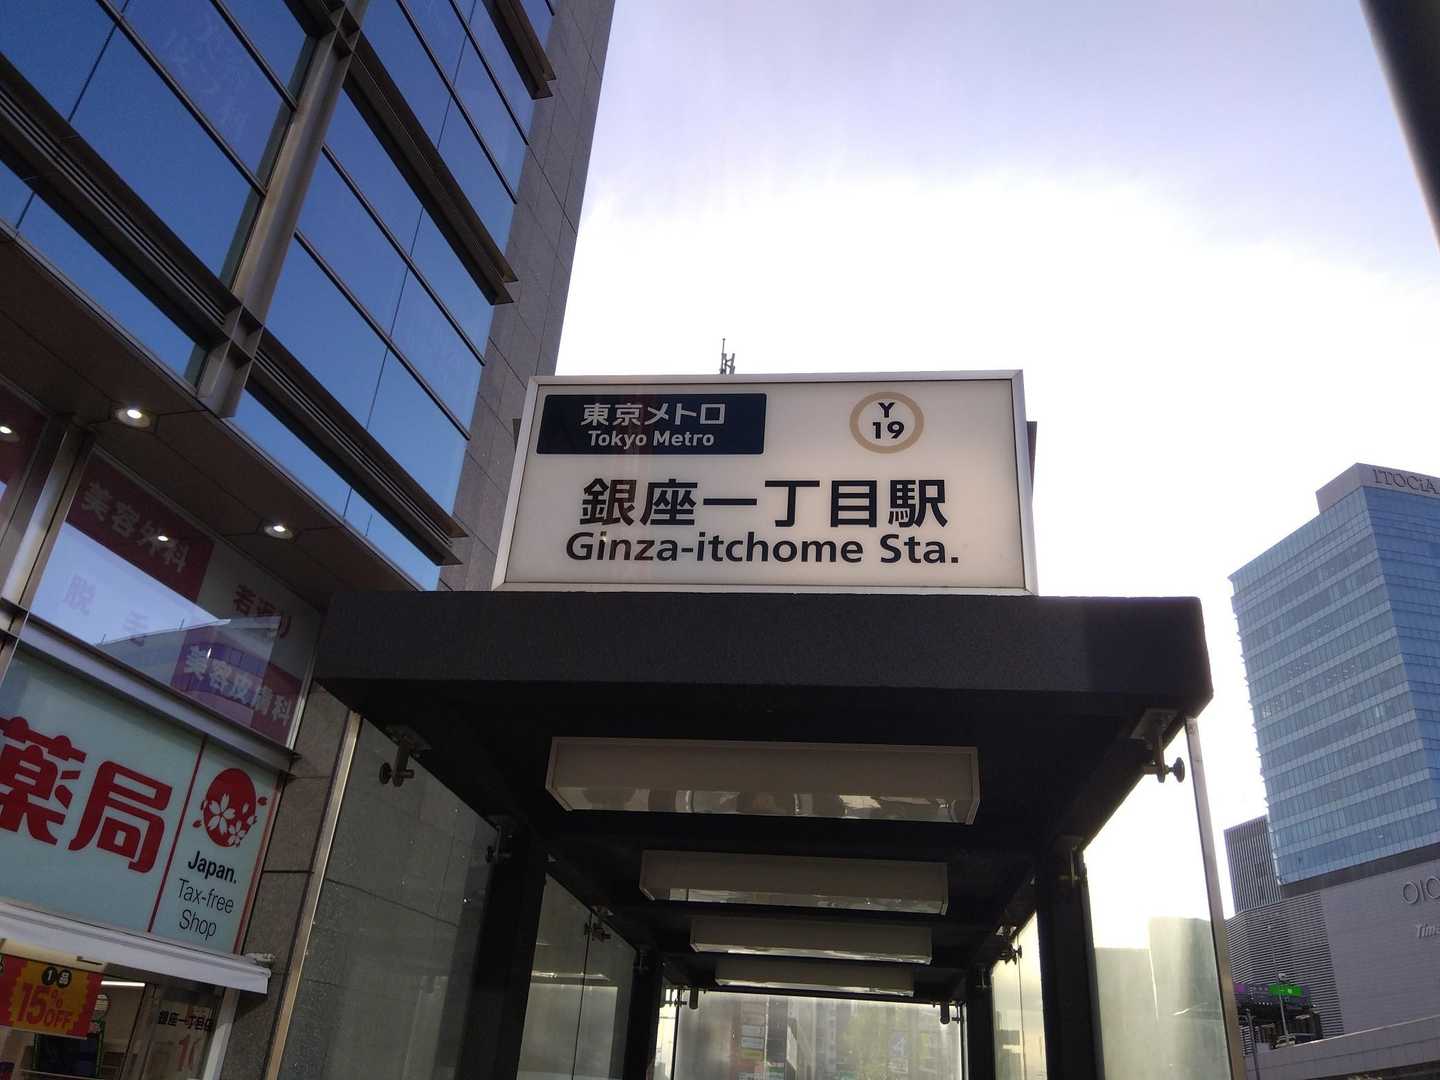 東京メトロ
Tokyo Metro
Y
19
銀座一丁目駅
Ginza-itchome Sta.
ITOCiA
OIO
美容外科
脱毛
若返り
美容皮膚科
薬局
Japan.
Tax-free
Shop
1品
15%
OFF
銀座一丁目店